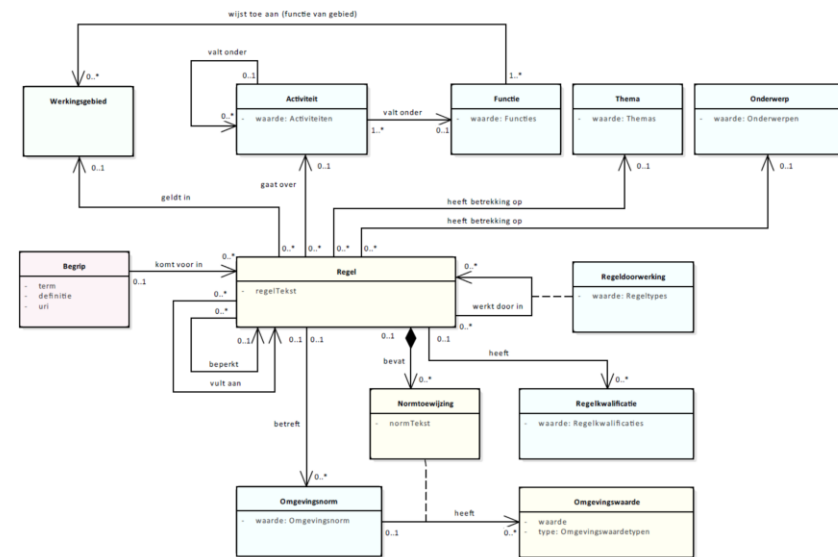 wijst toe aan (functie van gebied)
valt onder
0..1
0..*
1..*
Werkingsgebied
Activiteit
- waarde: Activiteiten
0..*
valt onder
1..*
0..1
Functie
- waarde: Functies
Thema
- waarde: Themas
Onderwerp
- waarde: Onderwerpen
0..1
0..1
0..1
0..1
geldt in
gaat over
heeft betrekking op
heeft betrekking op
0..*
0..*
0..*
0..*
Begrip
- term
- definitie
- uri
komt voor in
0..1
0..*
Regel
- regelTekst
0..*
0..*
werkt door in
0..*
Regeldoorwerking
- waarde: Regeltypes
0..*
0..*
0..1
0..1
0..1
0..1
0..1
0..1
beperkt
vult aan
bevat
heeft
0..*
0..*
Normtoewijzing
- normTekst
Regelkwalificatie
- waarde: Regelkwalificaties
betreft
0..*
Omgevingsnorm
- waarde: Omgevingsnorm
heeft
0..1
0..*
Omgevingswaarde
- waarde
- type: Omgevingswaardetypen